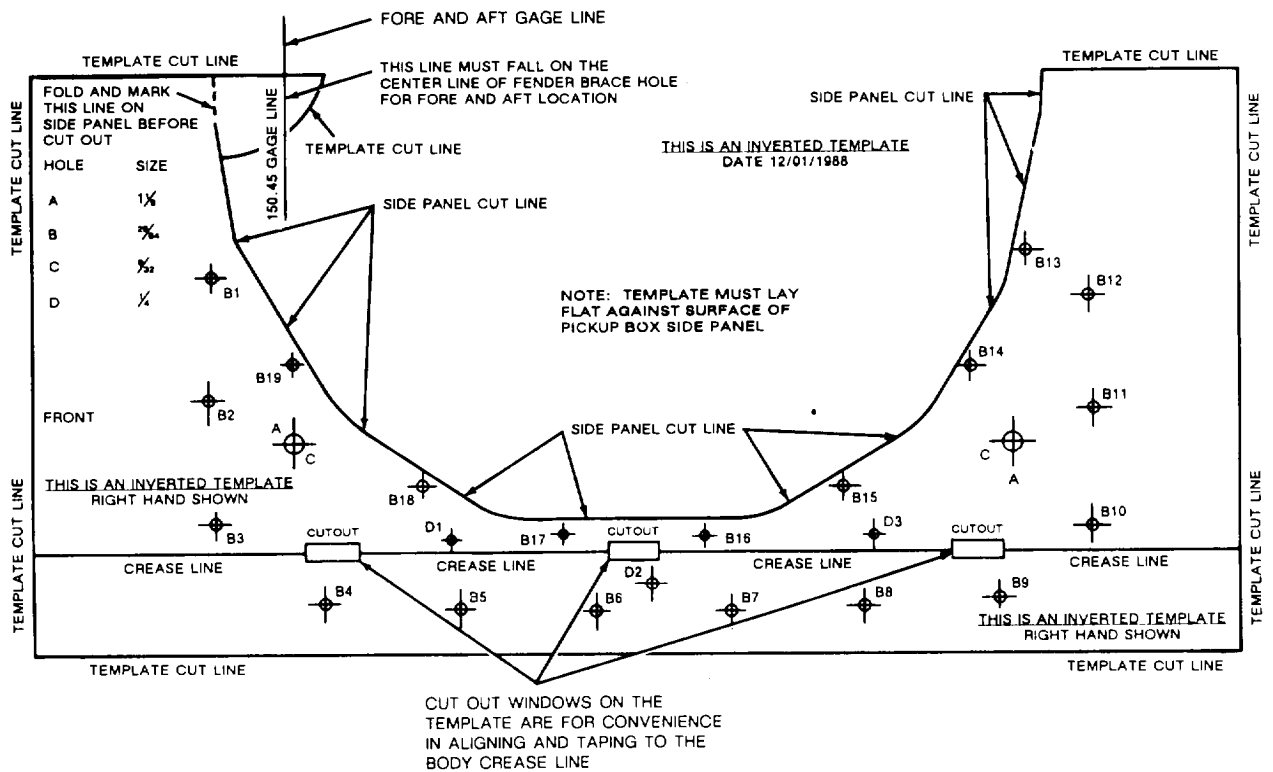 FORE AND AFT GAGE LINE
TEMPLATE CUT LINE
THIS LINE MUST FALL ON THE
CENTER LINE OF FENDER BRACE HOLE
FOR FORE AND AFT LOCATION
TEMPLATE CUT LINE
FOLD AND MARK
THIS LINE ON
SIDE PANEL BEFORE
CUT OUT
SIDE PANEL CUT LINE
TEMPLATE CUT LINE
TEMPLATE CUT LINE
150.45 GAGE LINE
TEMPLATE CUT LINE
THIS IS AN INVERTED TEMPLATE
DATE 12/01/1988
HOLE SIZE
A
B
C
D 1/4
SIDE PANEL CUT LINE
B1
B13
B12
NOTE: TEMPLATE MUST LAY
FLAT AGAINST SURFACE OF
PICKUP BOX SIDE PANEL
B19
B14
B2
B11
FRONT
A
C
SIDE PANEL CUT LINE
C
A
THIS IS AN INVERTED TEMPLATE
RIGHT HAND SHOWN
B18
B15
TEMPLATE CUT LINE
TEMPLATE CUT LINE
B3
CUTOUT
D1
B17
CUTOUT
B16
D3
CUTOUT
B10
CREASE LINE
CREASE LINE
CREASE LINE
CREASE LINE
D2
B4
B5
B6
B7
B8
B9
THIS IS AN INVERTED TEMPLATE
RIGHT HAND SHOWN
TEMPLATE CUT LINE
TEMPLATE CUT LINE
CUT OUT WINDOWS ON THE
TEMPLATE ARE FOR CONVENIENCE
IN ALIGNING AND TAPING TO THE
BODY CREASE LINE